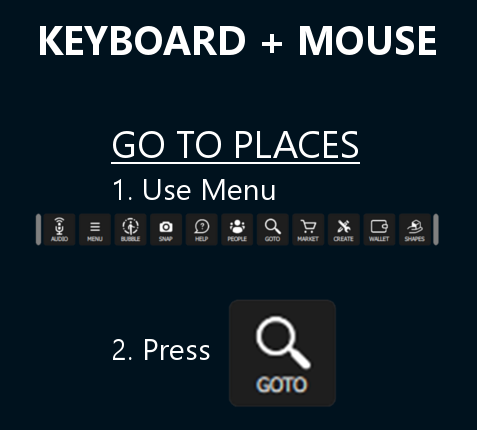 KEYBOARD + MOUSE
GO TO PLACES
1. Use Menu
AUDIO MENU BUBBLE SNAP HELP PEOPLE GOTO MARKET CREATE WALLET SHAPES
2. Press GOTO